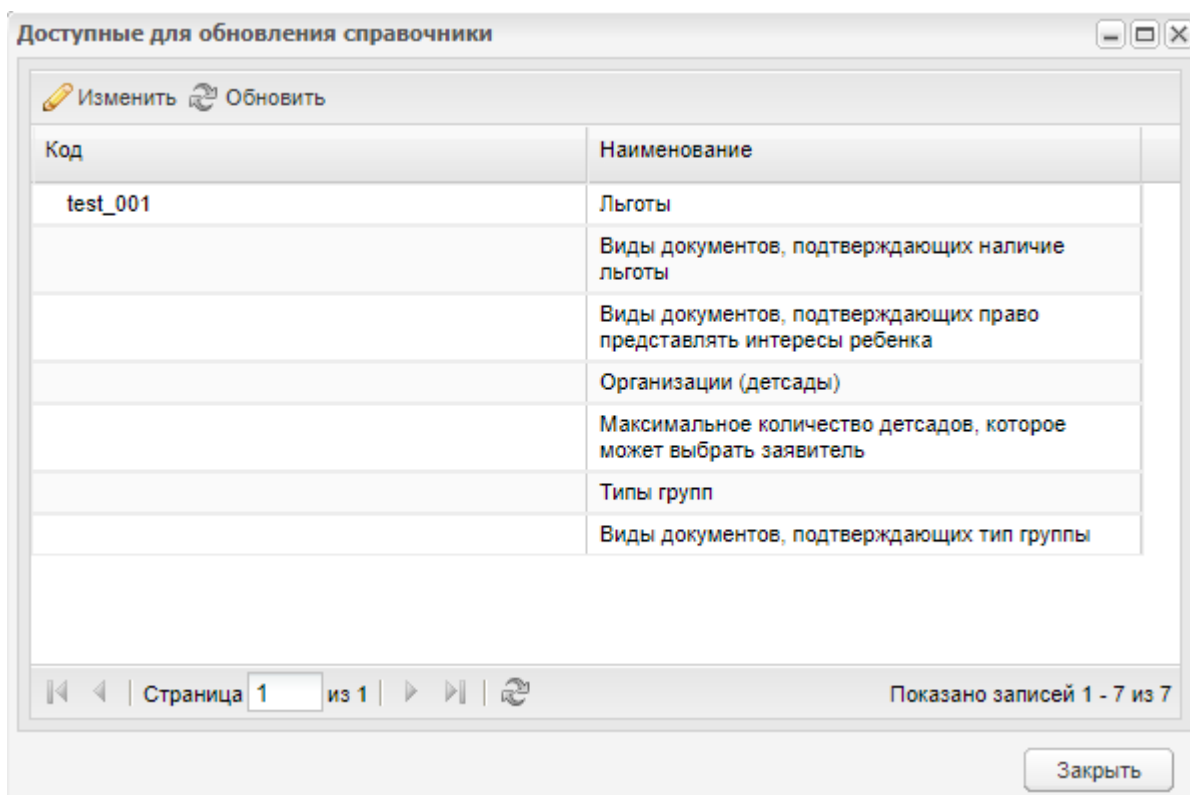 Доступные для обновления справочники
Изменить Обновить
Код Наименование
test_001 Льготы
Виды документов, подтверждающих наличие
льготы
Виды документов, подтверждающих право
представлять интересы ребенка
Организации (детсады)
Максимальное количество детсадов, которое
может выбрать заявитель
Типы групп
Виды документов, подтверждающих тип группы
Страница 1 из 1 Показано записей 1 - 7 из 7
Закрыть